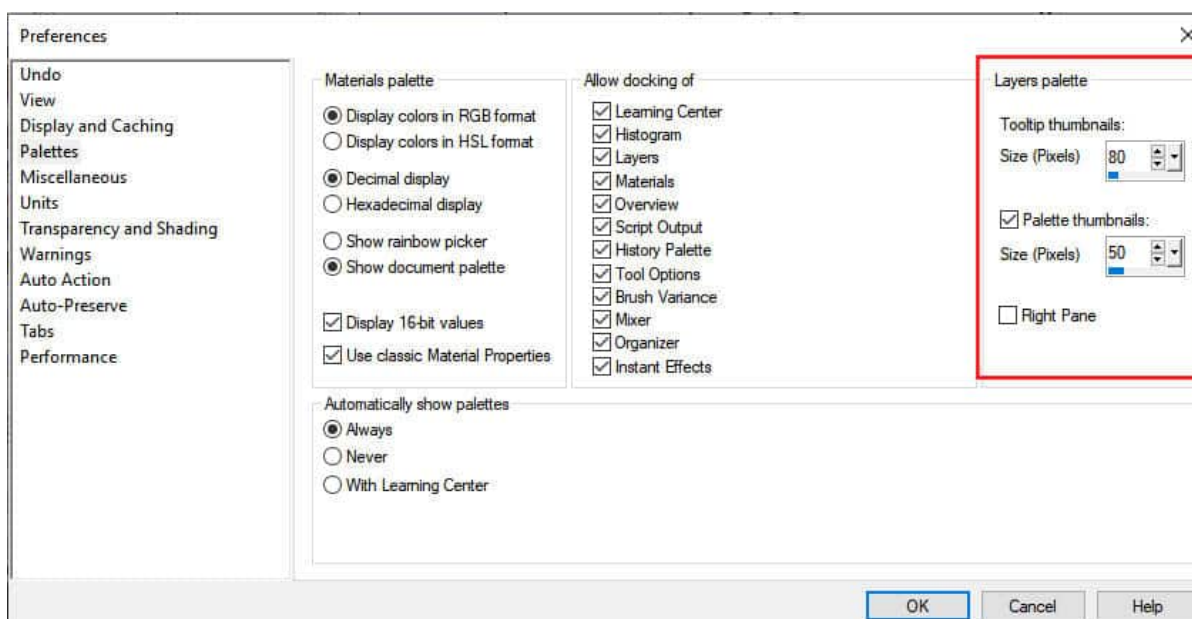 Preferences
Undo
View
Display and Caching
Palettes
Miscellaneous
Units
Transparency and Shading
Warnings
Auto Action
Auto-Preserve
Tabs
Performance
Materials palette
Display colors in RGB format
Display colors in HSL format
Decimal display
Hexadecimal display
Show rainbow picker
Show document palette
Display 16-bit values
Use classic Material Properties
Allow docking of
Learning Center
Histogram
Layers
Materials
Overview
Script Output
History Palette
Tool Options
Brush Variance
Mixer
Organizer
Instant Effects
Layers palette
Tooltip thumbnails:
Size (Pixels) 80
Palette thumbnails:
Size (Pixels) 50
Right Pane
Automatically show palettes
Always
Never
With Learning Center
OK Cancel Help